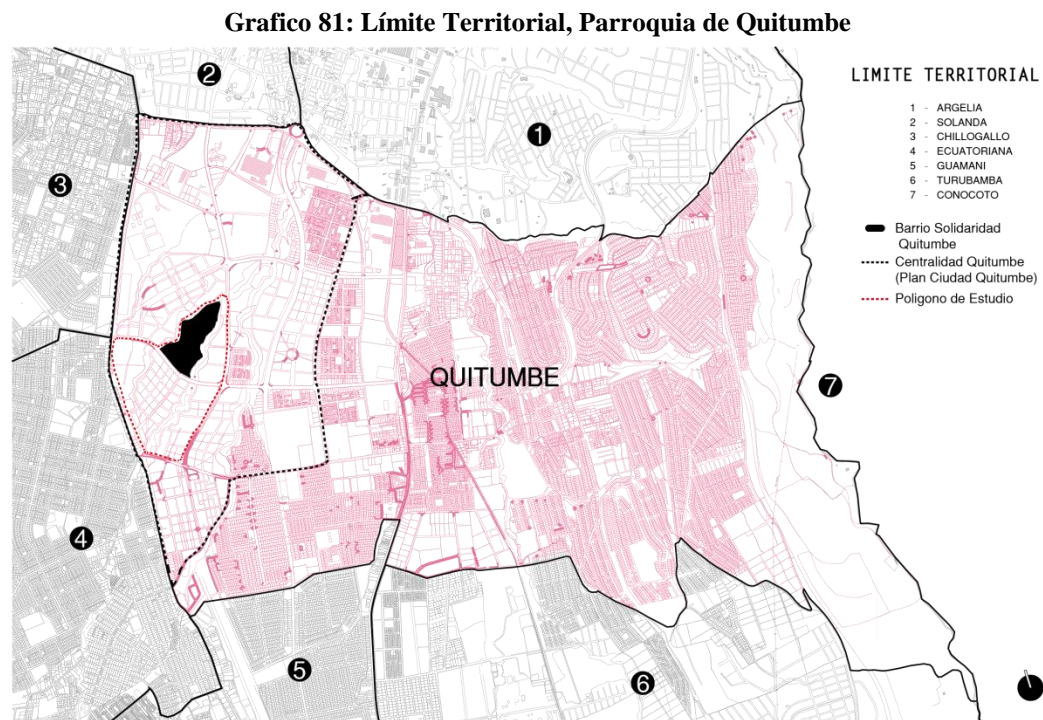 Grafico 81: Límite Territorial, Parroquia de Quitumbe
2
1
3
QUITUMBE
7
4
5
6
LIMITE TERRITORIAL
1 - ARGELIA
2 - SOLANDA
3 - CHILLOGALLO
4 - ECUATORIANA
5 - GUAMANI
6 - TURUBAMBA
7 - CONOCOTO
Barrio Solidaridad
Quitumbe
Centralidad Quitumbe
(Plan Ciudad Quitumbe)
Poligono de Estudio